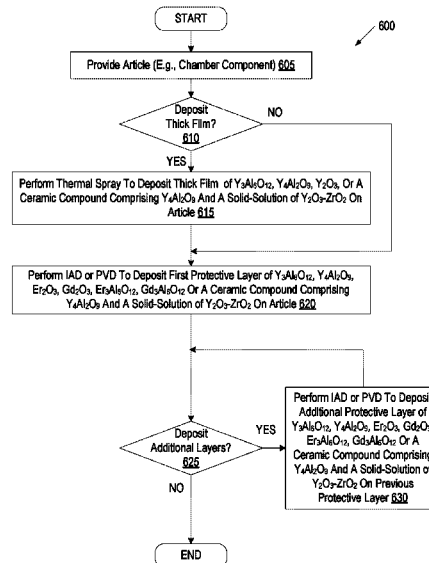 START
600
Provide Article (E.g., Chamber Component) 605
Deposit
Thick Film?
610
NO
YES
Perform Thermal Spray To Deposit Thick Film of Y₃Al₅O₁₂, Y₄Al₂O₉, Y₂O₃, Or A
Ceramic Compound Comprising Y₄Al₂O₉ And A Solid-Solution of Y₂O₃-ZrO₂ On
Article 615
Perform IAD or PVD To Deposit First Protective Layer of Y₃Al₅O₁₂, Y₄Al₂O₉,
Er₂O₃, Gd₂O₃, Er₃Al₅O₁₂, Gd₃Al₅O₁₂ Or A Ceramic Compound Comprising
Y₄Al₂O₉ And A Solid-Solution of Y₂O₃-ZrO₂ On Article 620
Deposit
Additional Layers?
625
YES
NO
Perform IAD or PVD To Deposit
Additional Protective Layer of
Y₃Al₅O₁₂, Y₄Al₂O₉, Er₂O₃, Gd₂O₃,
Er₃Al₅O₁₂, Gd₃Al₅O₁₂ Or A
Ceramic Compound Comprising
Y₄Al₂O₉ And A Solid-Solution of
Y₂O₃-ZrO₂ On Previous
Protective Layer 630
END